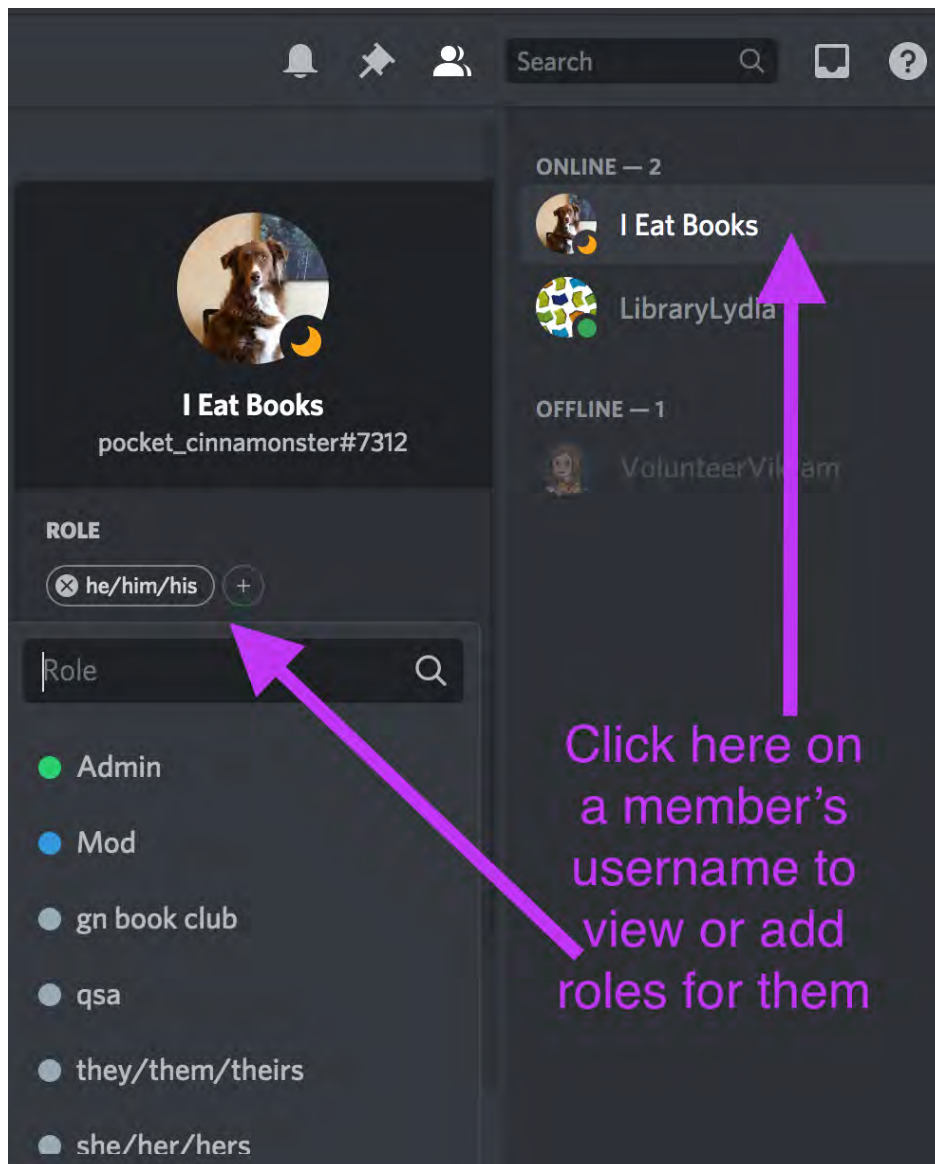 Search
ONLINE — 2
I Eat Books
LibraryLydia
OFFLINE — 1
VolunteerVikram
I Eat Books
pocket_cinnamonster#7312
ROLE
he/him/his
Role
Admin
Mod
gn book club
qsa
they/them/theirs
she/her/hers
Click here on
a member’s
username to
view or add
roles for them